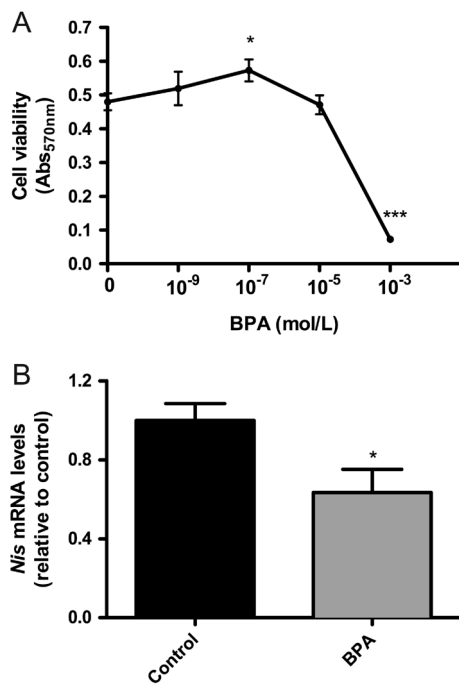 A
0.7
0.6
0.5
0.4
0.3
0.2
0.1
0.0
Cell viability
(Abs570nm)
*
***
0 10-9 10-7 10-5 10-3
BPA (mol/L)
B
1.2
0.8
0.4
0.0
Nis mRNA levels
(relative to control)
*
Control BPA